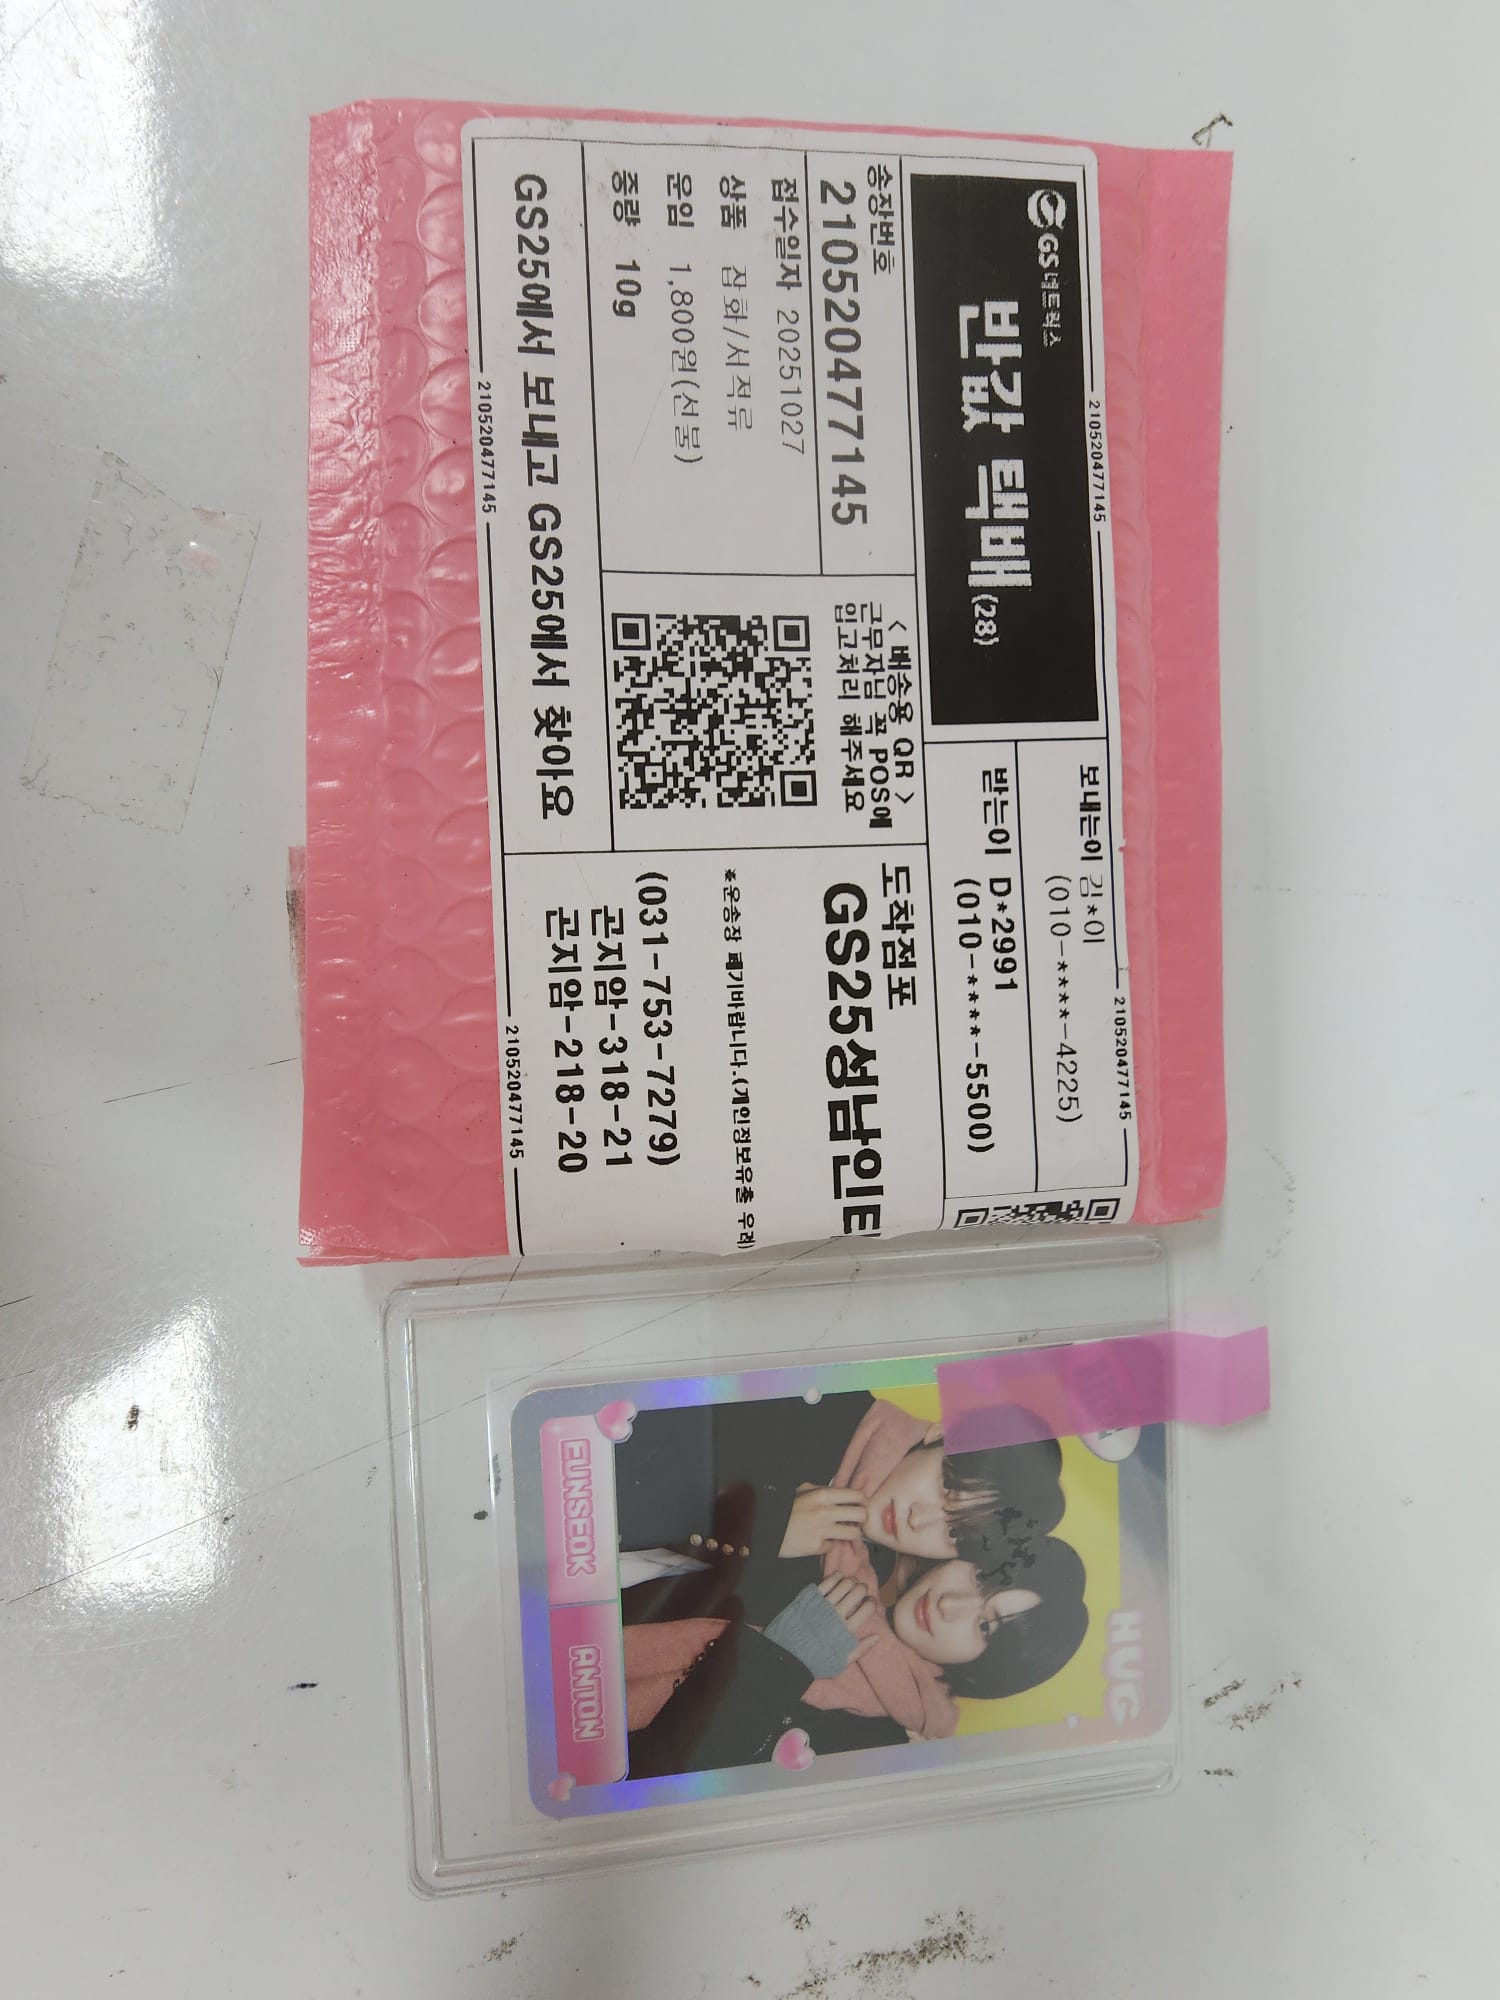 210520477145
210520477145
GS네트웍스
반값 택배(28)
보내는이 김*이
(010-****-4225)
받는이 D*2991
(010-****-5500)
송장번호
210520477145
접수일자 20251027
상품 잡화/서적류
운임 1,800원(선불)
중량 10g
< 배송용 QR >
근무자님 꼭 POS에
입고처리 해주세요
도착점포
GS25성남인터
※운송장 폐기바랍니다.(개인정보유출 우려)
(031-753-7279)
곤지암-318-21
곤지암-218-20
GS25에서 보내고 GS25에서 찾아요
210520477145
210520477145
HUG
EUNSEOK
ANTON